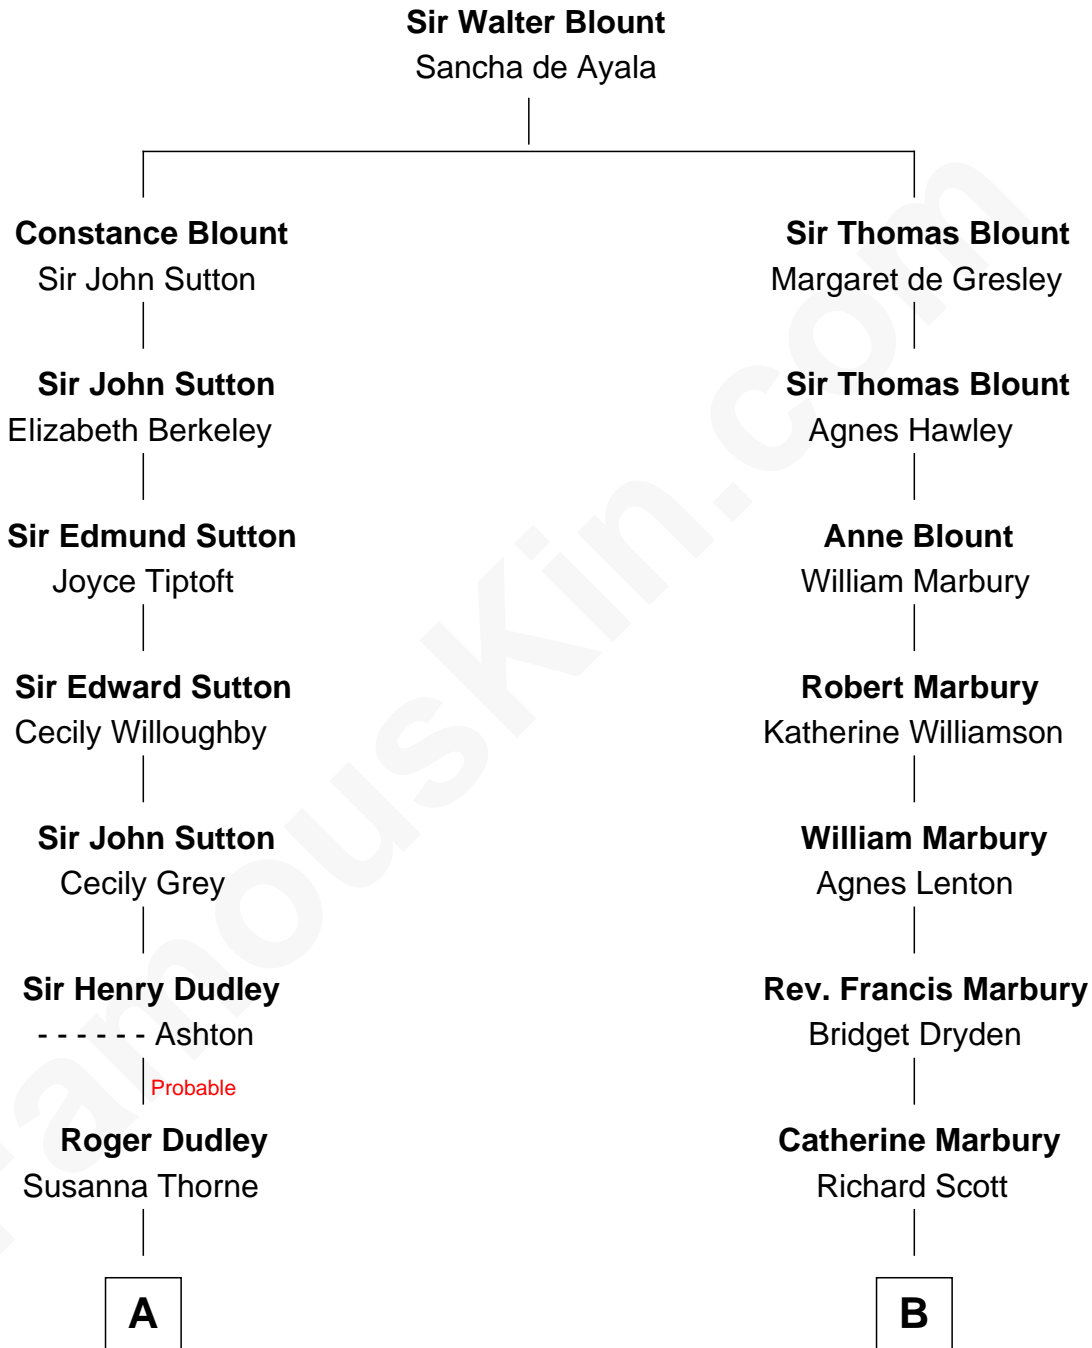 Sir Walter Blount
Sancha de Ayala
Constance Blount
Sir John Sutton
Sir Thomas Blount
Margaret de Gresley
Sir John Sutton
Elizabeth Berkeley
Sir Thomas Blount
Agnes Hawley
Sir Edmund Sutton
Joyce Tiptoft
Anne Blount
William Marbury
Sir Edward Sutton
Cecily Willoughby
Robert Marbury
Katherine Williamson
Sir John Sutton
Cecily Grey
William Marbury
Agnes Lenton
Sir Henry Dudley
- - - - - - Ashton
Rev. Francis Marbury
Bridget Dryden
Probable
Roger Dudley
Susanna Thorne
Catherine Marbury
Richard Scott
A
B
FamousKin.com